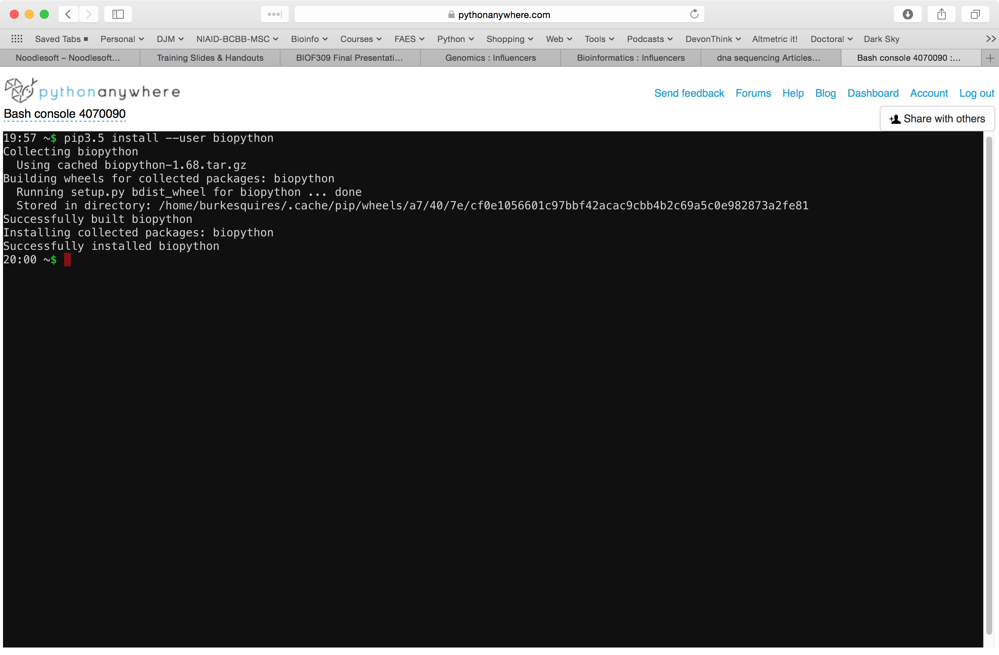 pythonanywhere.com
Saved Tabs Personal DJM NIAID-BCBB-MSC Bioinfo Courses FAES Python Shopping Web Tools Podcasts DevonThink Altmetric it! Doctoral Dark Sky
Noodlesoft – Noodlesoft... Training Slides & Handouts BIOF309 Final Presentati... Genomics : Influencers Bioinformatics : Influencers dna sequencing Articles... Bash console 4070090 :...
pythonanywhere
Send feedback Forums Help Blog Dashboard Account Log out
Bash console 4070090
Share with others
19:57 ~$ pip3.5 install --user biopython
Collecting biopython
  Using cached biopython-1.68.tar.gz
Building wheels for collected packages: biopython
  Running setup.py bdist_wheel for biopython ... done
  Stored in directory: /home/burkesquires/.cache/pip/wheels/a7/40/7e/cf0e1056601c97bbf42acac9cbb4b2c69a5c0e982873a2fe81
Successfully built biopython
Installing collected packages: biopython
Successfully installed biopython
20:00 ~$